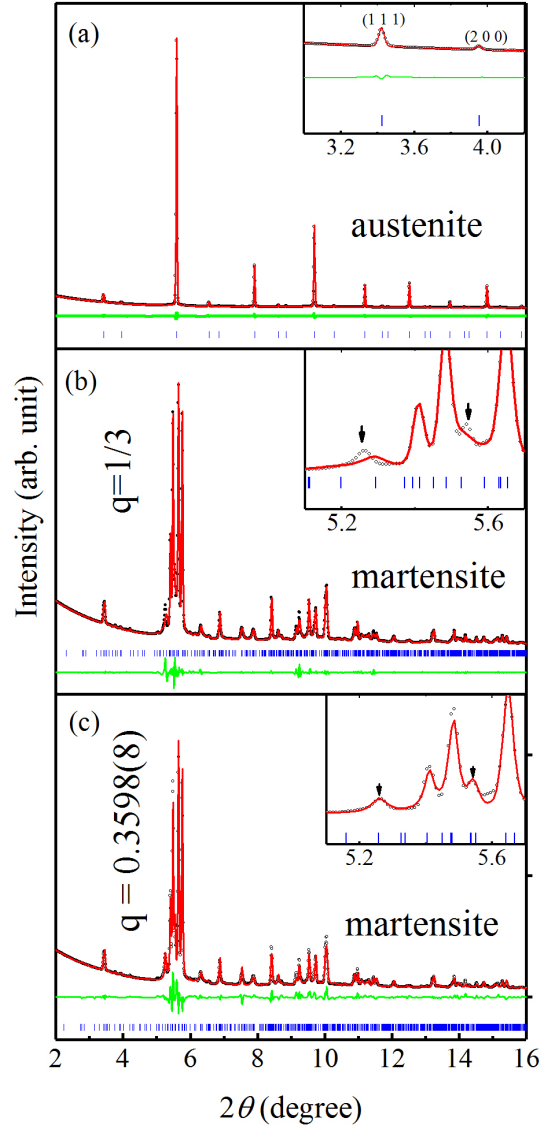 (a)
(1 1 1)
(2 0 0)
3.2 3.6 4.0
austenite
(b)
q=1/3
5.2 5.6
martensite
Intensity (arb. unit)
(c)
q = 0.3598(8)
5.2 5.6
martensite
2 4 6 8 10 12 14 16
2θ (degree)